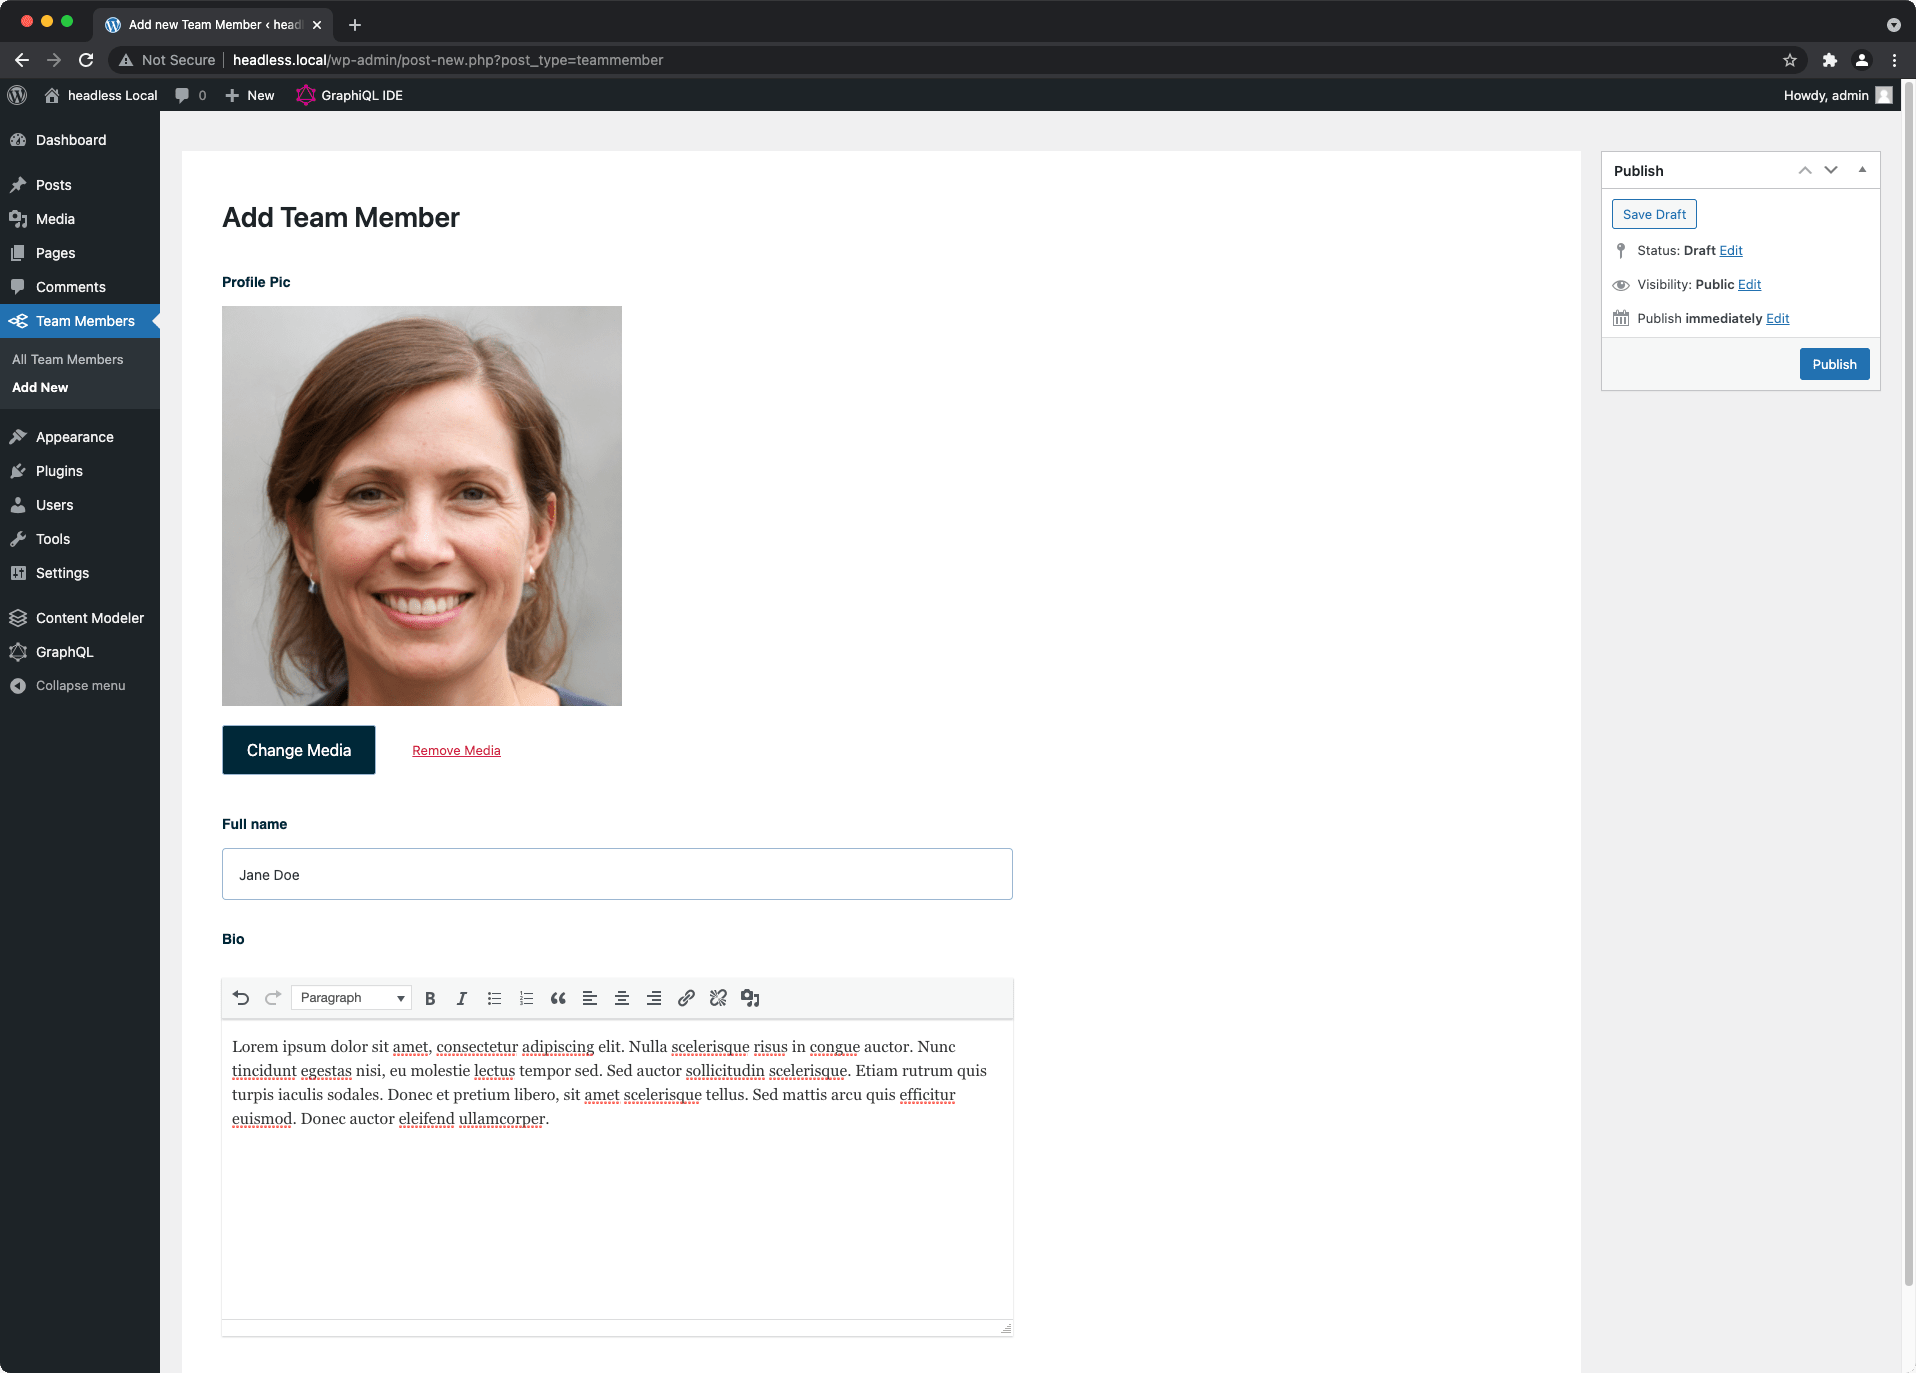 Add new Team Member ‹ head
Not Secure headless.local/wp-admin/post-new.php?post_type=teammember
headless Local 0 New GraphiQL IDE Howdy, admin
Dashboard
Posts
Media
Pages
Comments
Team Members
All Team Members
Add New
Appearance
Plugins
Users
Tools
Settings
Content Modeler
GraphQL
Collapse menu
Add Team Member
Profile Pic
Change Media Remove Media
Full name
Jane Doe
Bio
Paragraph
Lorem ipsum dolor sit amet, consectetur adipiscing elit. Nulla scelerisque risus in congue auctor. Nunc
tincidunt egestas nisi, eu molestie lectus tempor sed. Sed auctor sollicitudin scelerisque. Etiam rutrum quis
turpis iaculis sodales. Donec et pretium libero, sit amet scelerisque tellus. Sed mattis arcu quis efficitur
euismod. Donec auctor eleifend ullamcorper.
Publish
Save Draft
Status: Draft Edit
Visibility: Public Edit
Publish immediately Edit
Publish